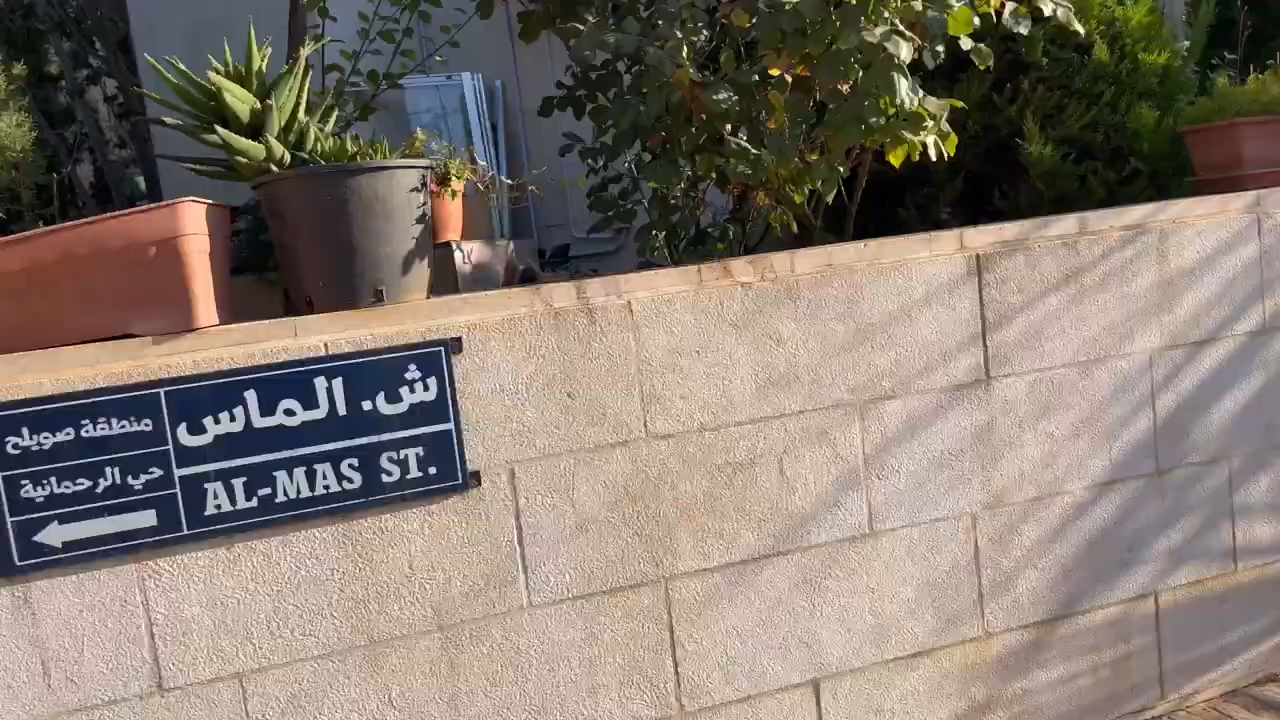 ش. الماس
AL-MAS ST.
منطقة صويلح
حي الرحمانية